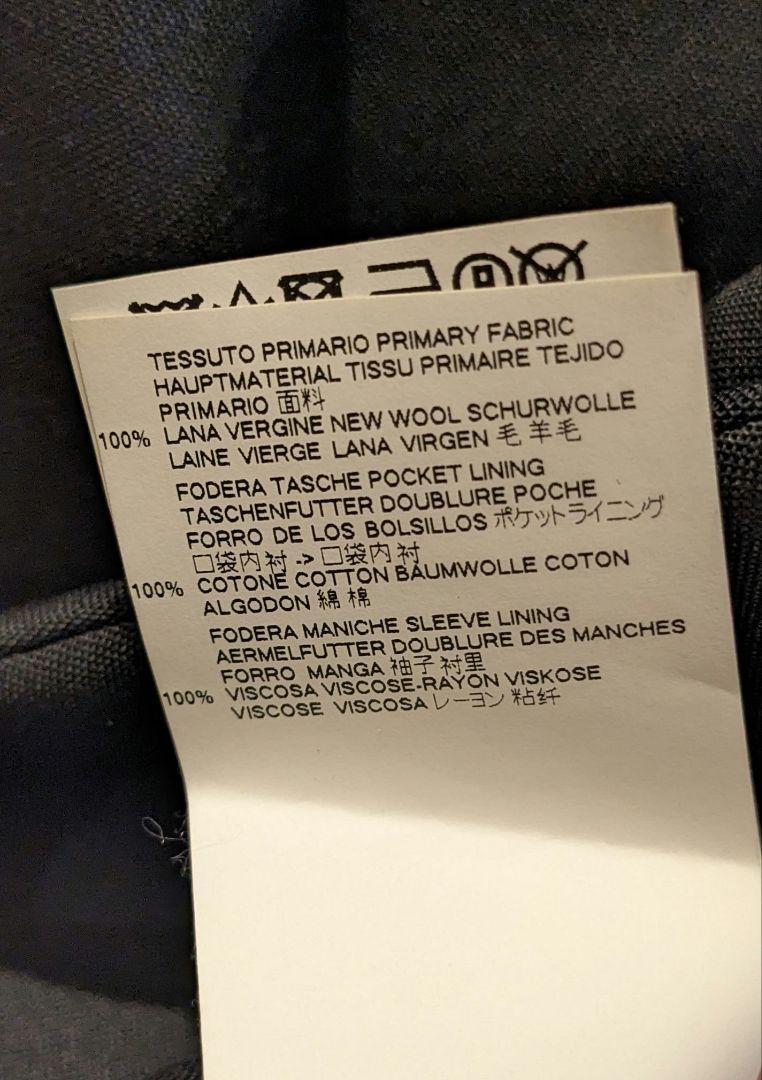 TESSUTO PRIMARIO PRIMARY FABRIC
HAUPTMATERIAL TISSU PRIMAIRE TEJIDO
PRIMARIO 面料
100% LANA VERGINE NEW WOOL SCHURWOLLE
LAINE VIERGE LANA VIRGEN 毛 羊毛
FODERA TASCHE POCKET LINING
TASCHENFUTTER DOUBLURE POCHE
FORRO DE LOS BOLSILLOS ポケットライニング
口袋内衬 -> 口袋内衬
100% COTONE COTTON BAUMWOLLE COTON
ALGODON 綿 棉
FODERA MANICHE SLEEVE LINING
AERMELFUTTER DOUBLURE DES MANCHES
FORRO MANGA 袖子 衬里
100% VISCOSA VISCOSE-RAYON VISKOSE
VISCOSE VISCOSA レーヨン 粘纤